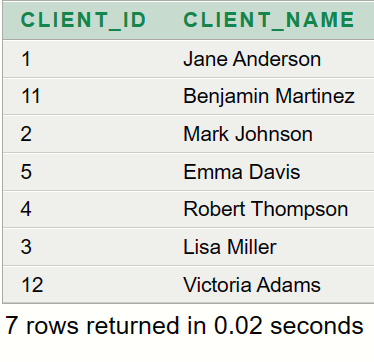 CLIENT_ID CLIENT_NAME
1 Jane Anderson
11 Benjamin Martinez
2 Mark Johnson
5 Emma Davis
4 Robert Thompson
3 Lisa Miller
12 Victoria Adams
7 rows returned in 0.02 seconds